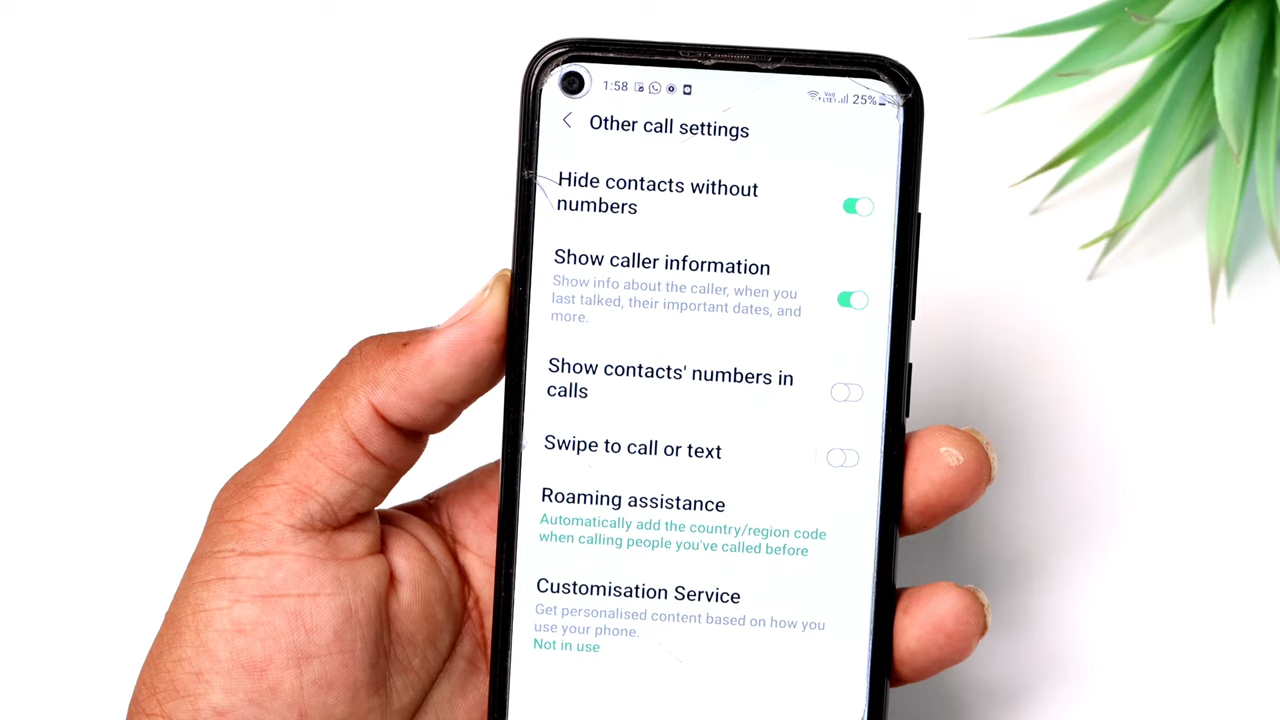 1:58 25%
Other call settings
Hide contacts without
numbers
Show caller information
Show info about the caller, when you
last talked, their important dates, and
more.
Show contacts' numbers in
calls
Swipe to call or text
Roaming assistance
Automatically add the country/region code
when calling people you've called before
Customisation Service
Get personalised content based on how you
use your phone.
Not in use